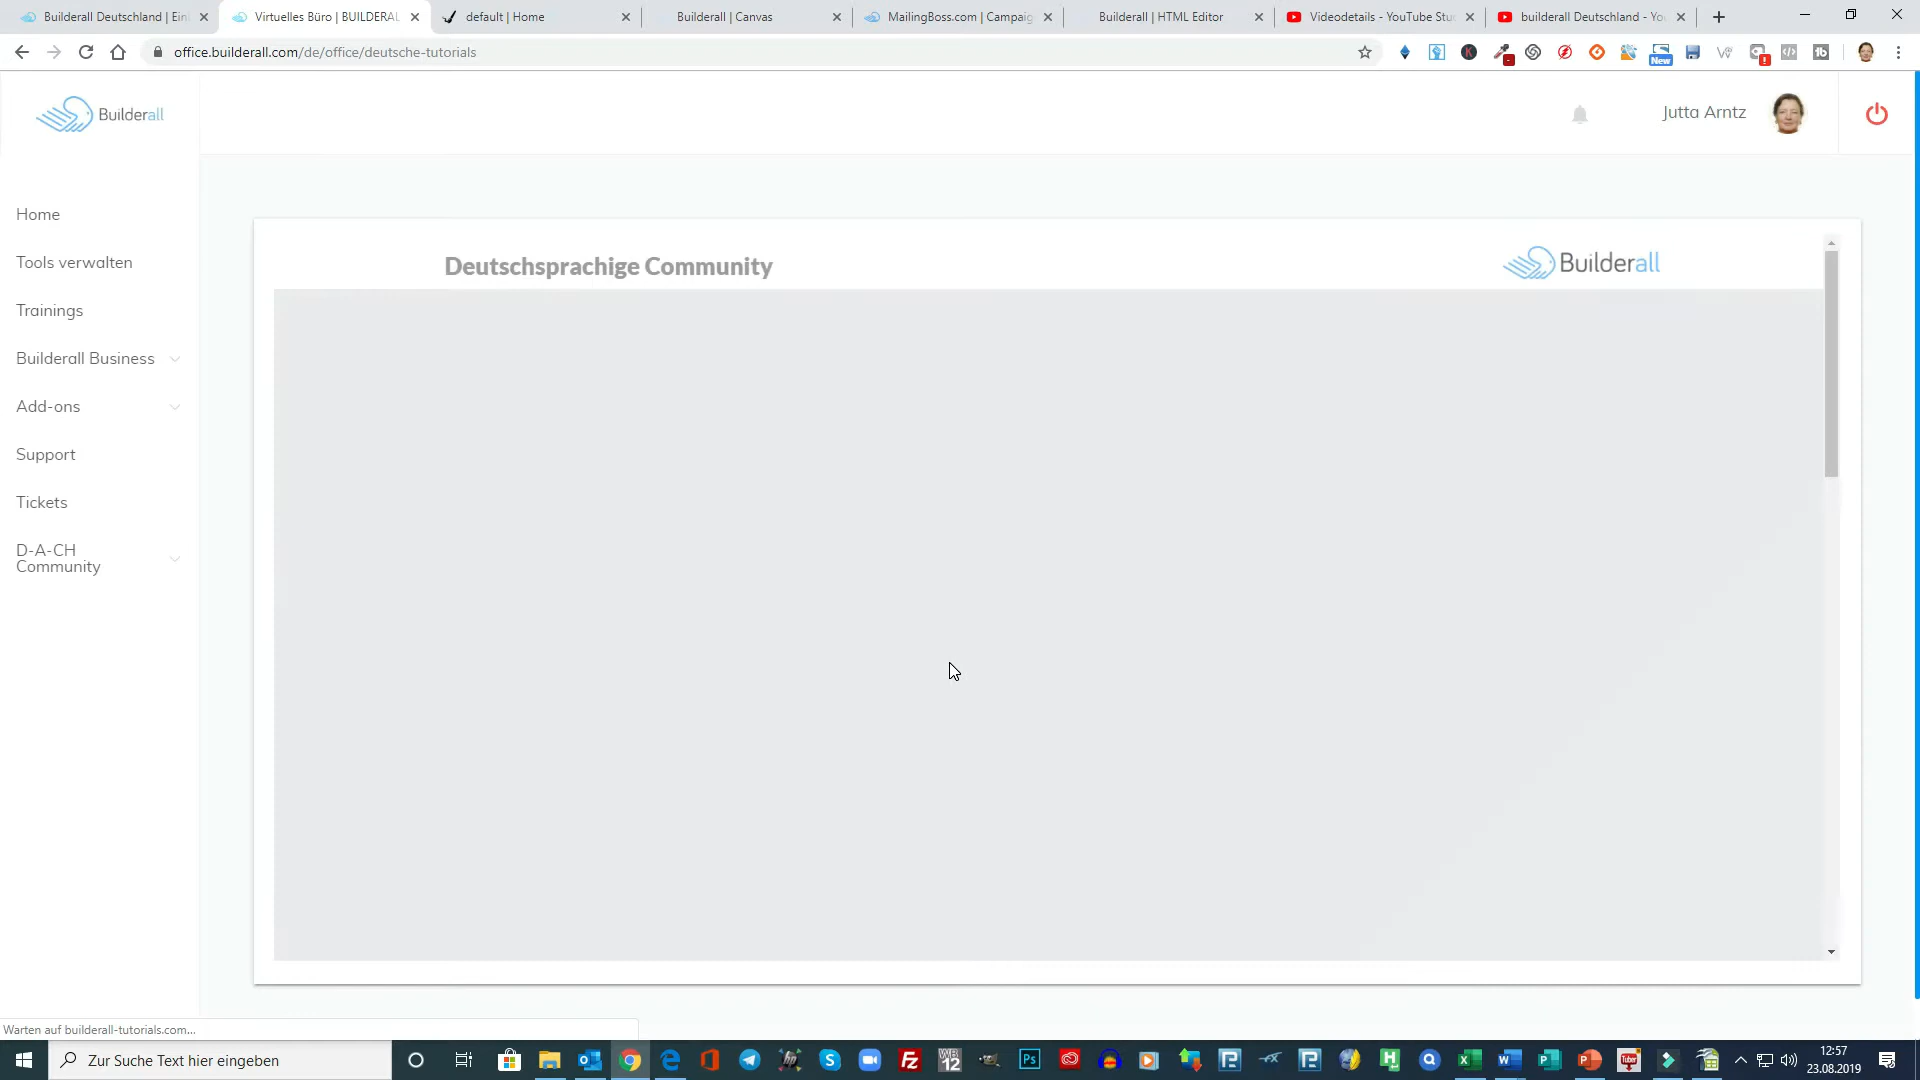 Builderall Deutschland | Ein
Virtuelles Büro | BUILDERAL
default | Home
Builderall | Canvas
MailingBoss.com | Campaig
Builderall | HTML Editor
Videodetails - YouTube Stu
builderall Deutschland - Yo
office.builderall.com/de/office/deutsche-tutorials
New
Builderall
Jutta Arntz
Home
Tools verwalten
Trainings
Builderall Business
Add-ons
Support
Tickets
D-A-CH
Community
Deutschsprachige Community
Builderall
Warten auf builderall-tutorials.com...
Zur Suche Text hier eingeben
12:57
23.08.2019